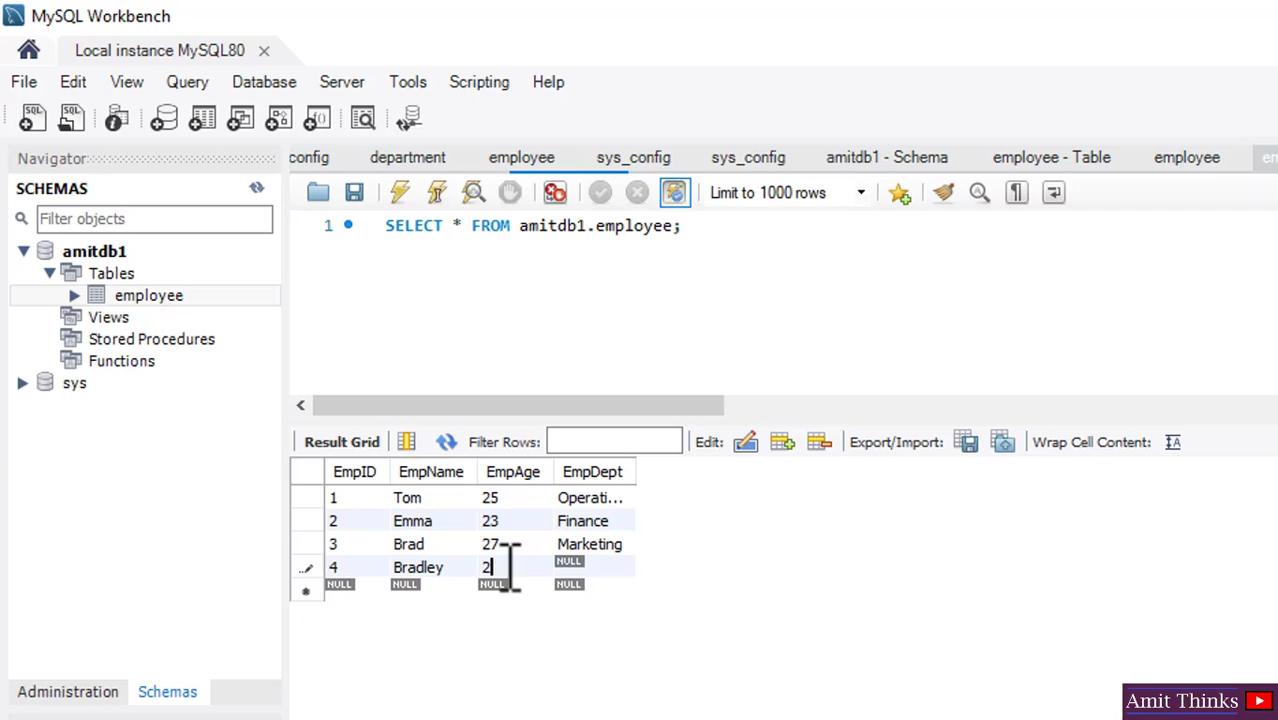 MySQL Workbench
Local instance MySQL80
File Edit View Query Database Server Tools Scripting Help
SQL SQL
Navigator
config department employee sys_config sys_config amitdb1 - Schema employee - Table employee
SCHEMAS
Limit to 1000 rows
Filter objects
1 SELECT * FROM amitdb1.employee;
amitdb1
Tables
employee
Views
Stored Procedures
Functions
sys
Result Grid Filter Rows: Edit: Export/Import: Wrap Cell Content:
EmpID EmpName EmpAge EmpDept
1 Tom 25 Operati...
2 Emma 23 Finance
3 Brad 27 Marketing
4 Bradley 2 NULL
NULL NULL NULL NULL
Administration Schemas
Amit Thinks